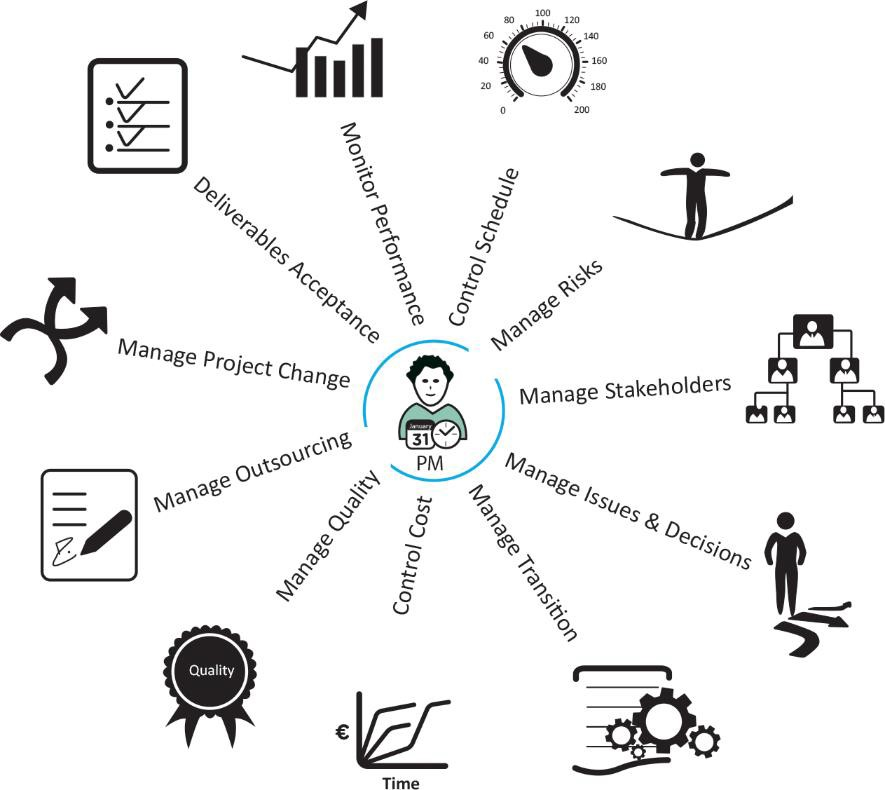 100
80
120
60
140
40
160
20
180
0
200
Monitor Performance
Control Schedule
Deliverables Acceptance
Manage Risks
Manage Project Change
Manage Stakeholders
January
31
PM
Manage Outsourcing
Manage Issues & Decisions
Manage Quality
Control Cost
Manage Transition
Quality
€
Time